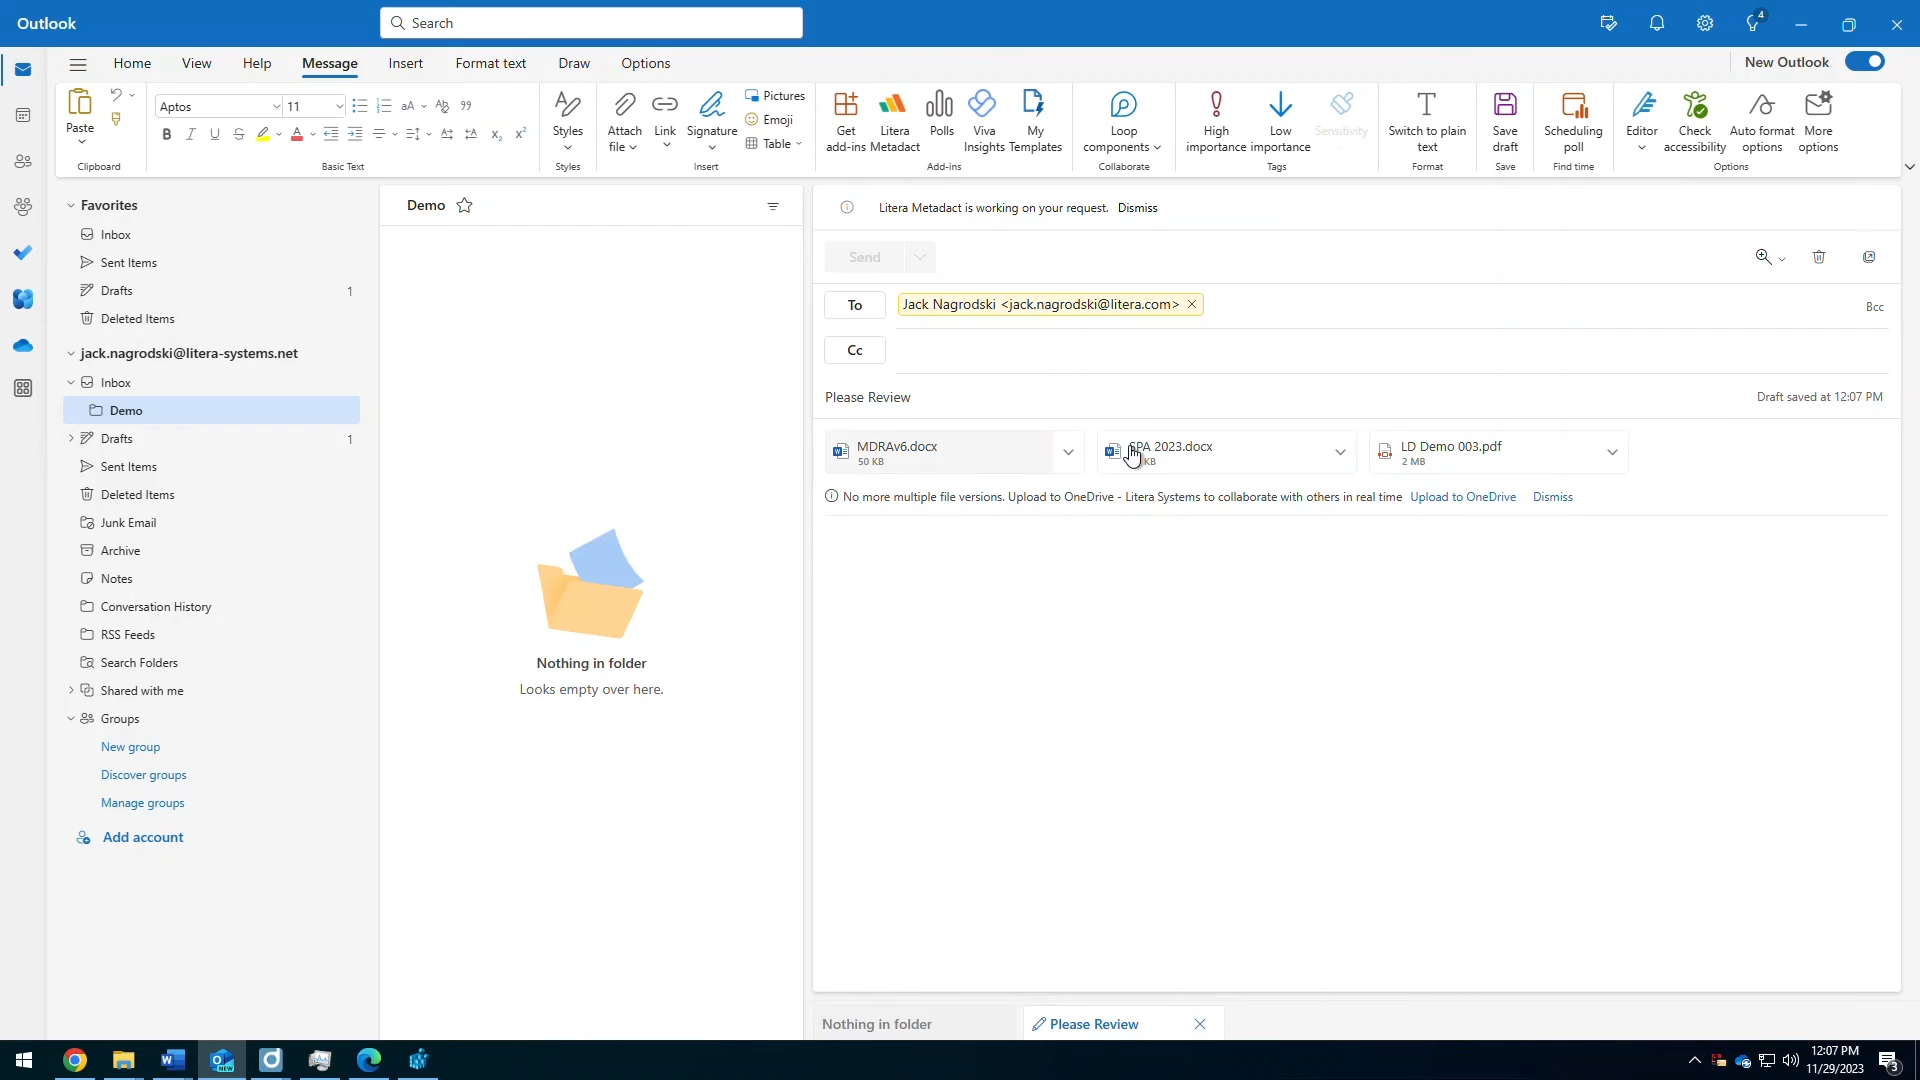 Outlook
Search
4
Home View Help Message Insert Format text Draw Options
New Outlook
Paste
Clipboard
Aptos 11
Basic Text
Styles
Styles
Attach file
Link
Signature
Pictures
Emoji
Table
Insert
Get add-ins
Litera Metadact
Polls
Viva Insights
My Templates
Add-ins
Loop components
Collaborate
High importance
Low importance
Sensitivity
Tags
Switch to plain text
Format
Save draft
Save
Scheduling poll
Find time
Editor
Check accessibility
Auto format options
More options
Options
Favorites
Inbox
Sent Items
Drafts 1
Deleted Items
jack.nagrodski@litera-systems.net
Inbox
Demo
Drafts 1
Sent Items
Deleted Items
Junk Email
Archive
Notes
Conversation History
RSS Feeds
Search Folders
Shared with me
Groups
New group
Discover groups
Manage groups
Add account
Demo
Nothing in folder
Looks empty over here.
Litera Metadact is working on your request. Dismiss
Send
To Jack Nagrodski <jack.nagrodski@litera.com> Bcc
Cc
Please Review Draft saved at 12:07 PM
MDRAv6.docx
50 KB
SPA 2023.docx
KB
LD Demo 003.pdf
2 MB
No more multiple file versions. Upload to OneDrive - Litera Systems to collaborate with others in real time Upload to OneDrive Dismiss
Nothing in folder
Please Review
12:07 PM
11/29/2023
3